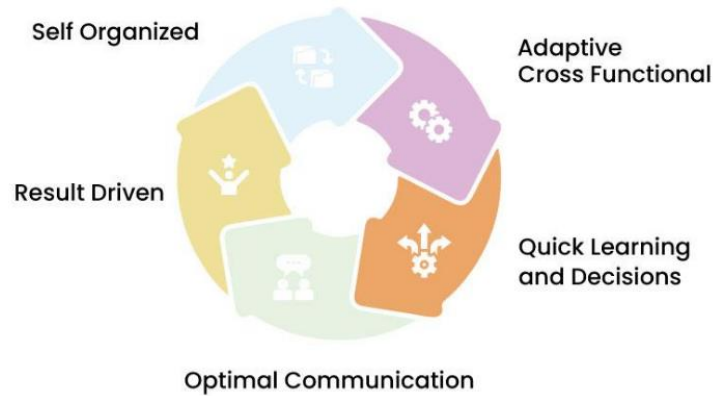 Self Organized
Adaptive
Cross Functional
Result Driven
Quick Learning
and Decisions
Optimal Communication